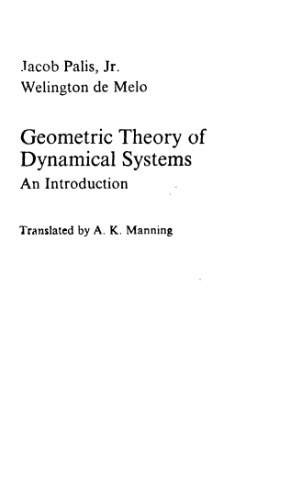 Jacob Palis, Jr.
Welington de Melo
Geometric Theory of
Dynamical Systems
An Introduction
Translated by A. K. Manning